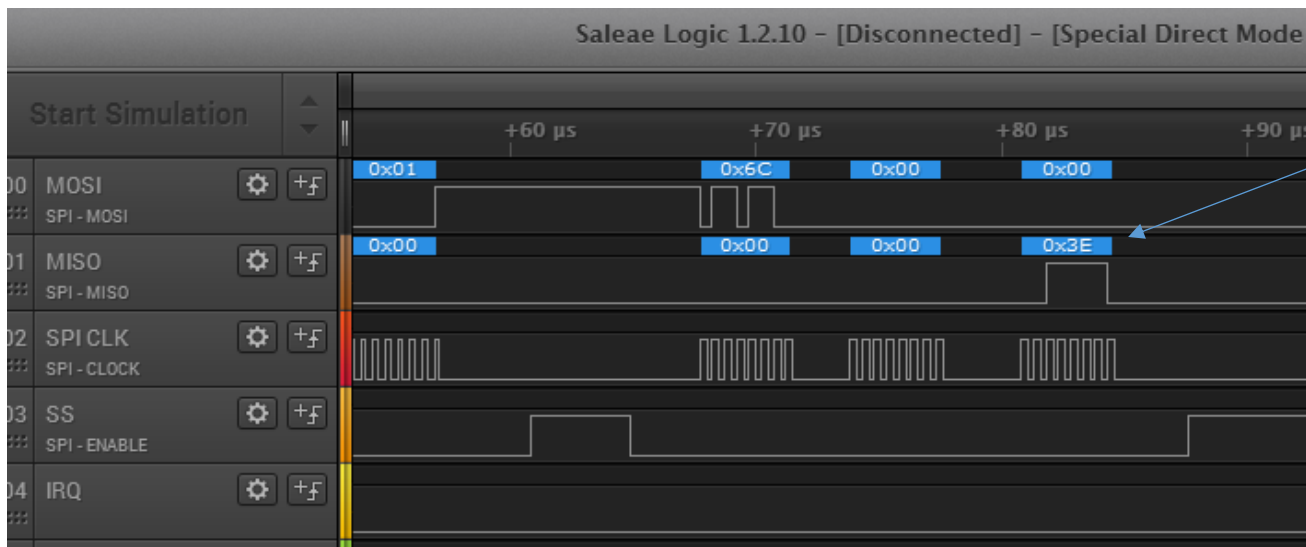 Saleae Logic 1.2.10 – [Disconnected] – [Special Direct Mode
Start Simulation
+60 µs +70 µs +80 µs +90 µs
00 MOSI
SPI - MOSI
0x01 0x6C 0x00 0x00
01 MISO
SPI - MISO
0x00 0x00 0x00 0x3E
02 SPI CLK
SPI - CLOCK
03 SS
SPI - ENABLE
04 IRQ